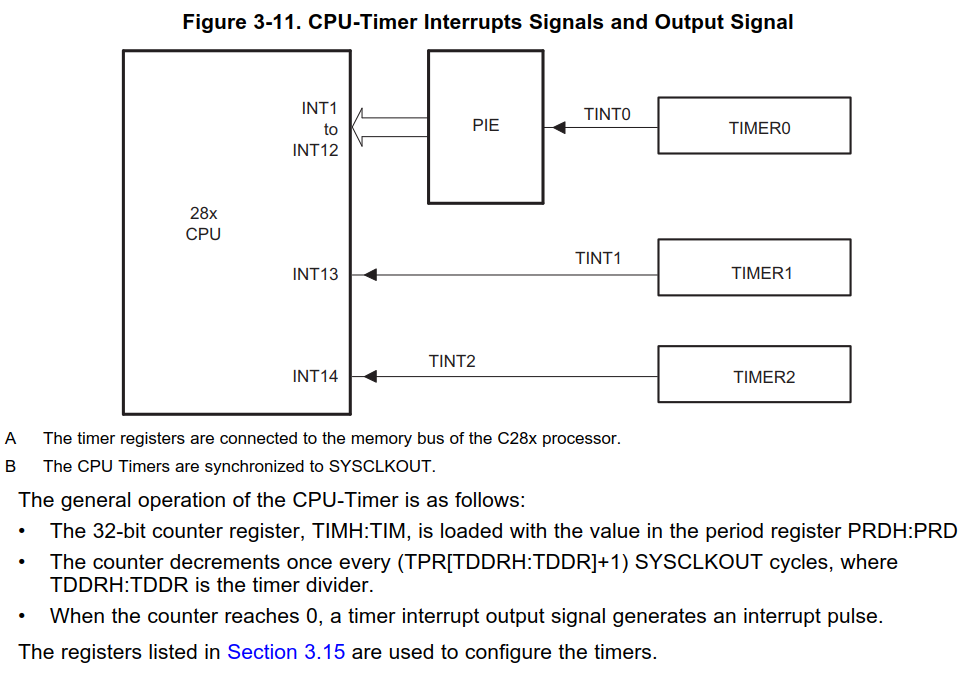 Figure 3-11. CPU-Timer Interrupts Signals and Output Signal
INT1
to
INT12
PIE
TINT0
TIMER0
28x
CPU
INT13
TINT1
TIMER1
INT14
TINT2
TIMER2
A The timer registers are connected to the memory bus of the C28x processor.
B The CPU Timers are synchronized to SYSCLKOUT.
The general operation of the CPU-Timer is as follows:
• The 32-bit counter register, TIMH:TIM, is loaded with the value in the period register PRDH:PRD
• The counter decrements once every (TPR[TDDRH:TDDR]+1) SYSCLKOUT cycles, where
TDDRH:TDDR is the timer divider.
• When the counter reaches 0, a timer interrupt output signal generates an interrupt pulse.
The registers listed in Section 3.15 are used to configure the timers.